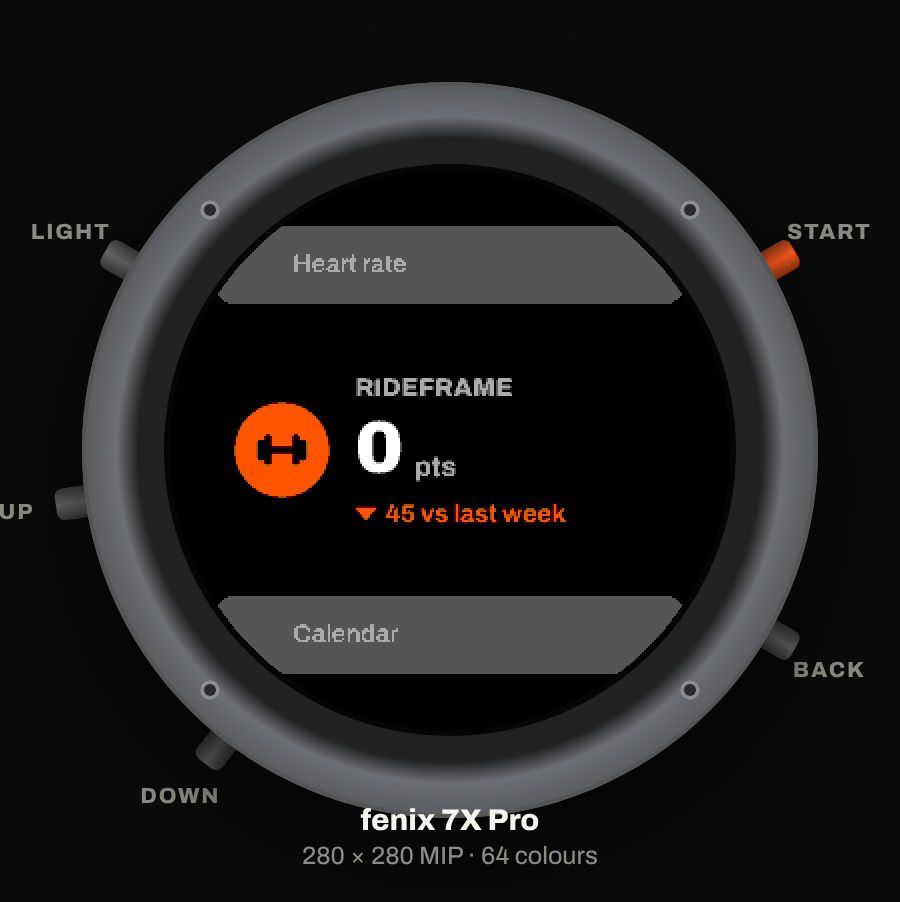 LIGHT
START
Heart rate
RIDEFRAME
0 pts
45 vs last week
UP
Calendar
BACK
DOWN
fenix 7X Pro
280 × 280 MIP · 64 colours